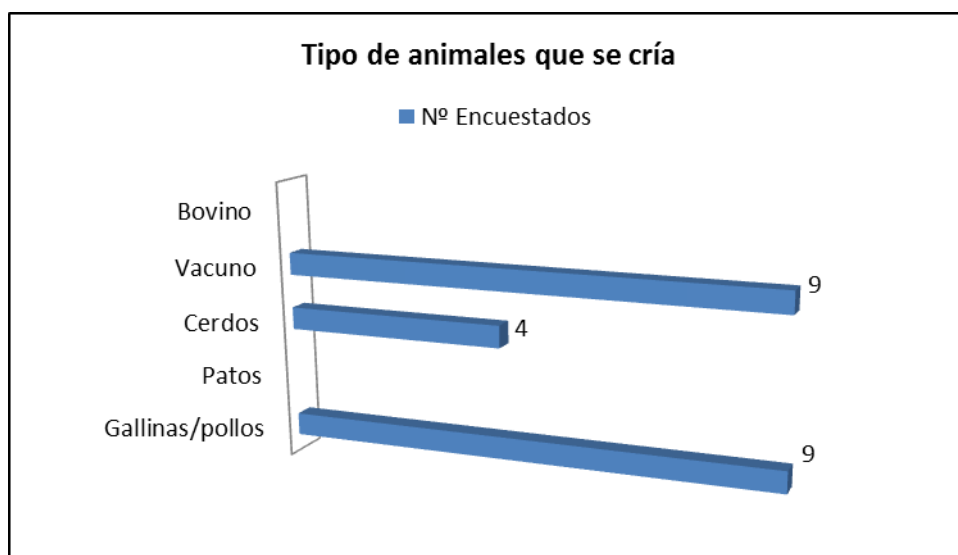 Tipo de animales que se cría
Nº Encuestados
Bovino
Vacuno 9
Cerdos 4
Patos
Gallinas/pollos 9